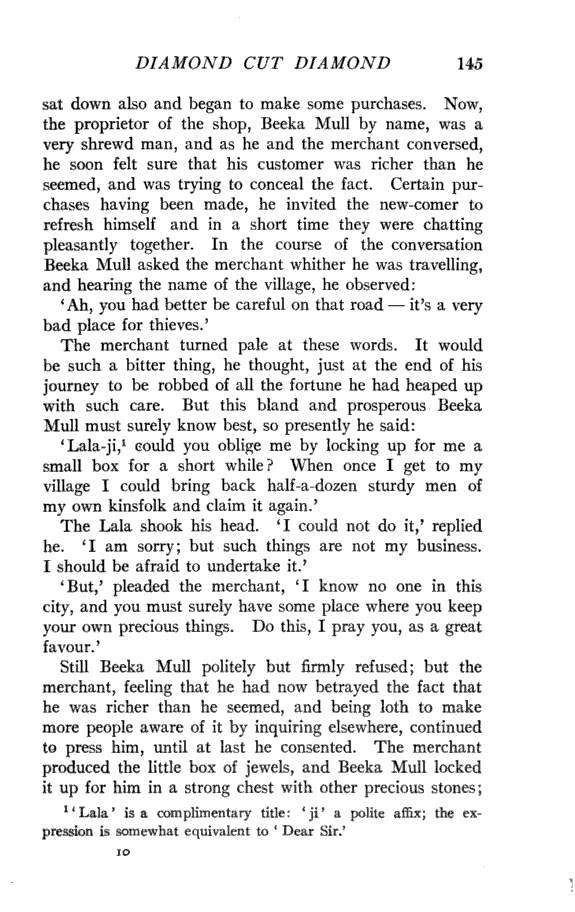 DIAMOND CUT DIAMOND 145
sat down also and began to make some purchases. Now,
the proprietor of the shop, Beeka Mull by name, was a
very shrewd man, and as he and the merchant conversed,
he soon felt sure that his customer was richer than he
seemed, and was trying to conceal the fact. Certain pur-
chases having been made, he invited the new-comer to
refresh himself and in a short time they were chatting
pleasantly together. In the course of the conversation
Beeka Mull asked the merchant whither he was travelling,
and hearing the name of the village, he observed:
‘Ah, you had better be careful on that road — it’s a very
bad place for thieves.’
The merchant turned pale at these words. It would
be such a bitter thing, he thought, just at the end of his
journey to be robbed of all the fortune he had heaped up
with such care. But this bland and prosperous Beeka
Mull must surely know best, so presently he said:
‘Lala-ji,¹ could you oblige me by locking up for me a
small box for a short while? When once I get to my
village I could bring back half-a-dozen sturdy men of
my own kinsfolk and claim it again.’
The Lala shook his head. ‘I could not do it,’ replied
he. ‘I am sorry; but such things are not my business.
I should be afraid to undertake it.’
‘But,’ pleaded the merchant, ‘I know no one in this
city, and you must surely have some place where you keep
your own precious things. Do this, I pray you, as a great
favour.’
Still Beeka Mull politely but firmly refused; but the
merchant, feeling that he had now betrayed the fact that
he was richer than he seemed, and being loth to make
more people aware of it by inquiring elsewhere, continued
to press him, until at last he consented. The merchant
produced the little box of jewels, and Beeka Mull locked
it up for him in a strong chest with other precious stones;
¹ ‘Lala’ is a complimentary title: ‘ji’ a polite affix; the ex-
pression is somewhat equivalent to ‘Dear Sir.’
10